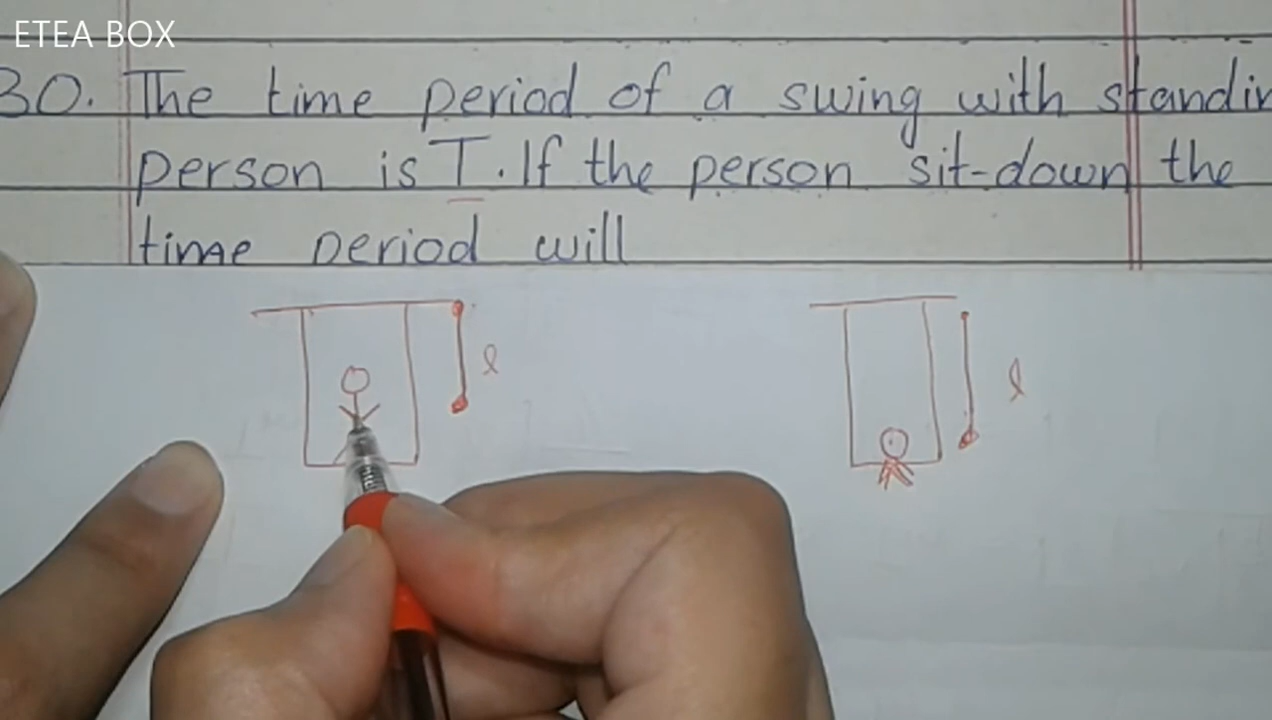 ETEA BOX
30. The time period of a swing with
person is T. If the person sit-down the
time period will
l
l